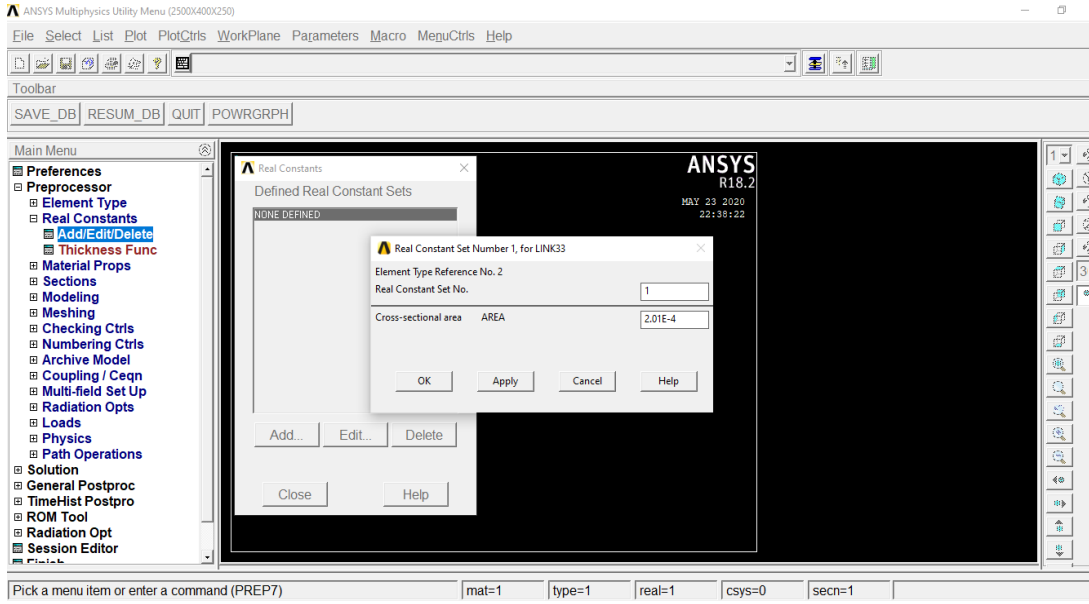 ANSYS Multiphysics Utility Menu (2500X400X250)
File Select List Plot PlotCtrls WorkPlane Parameters Macro MenuCtrls Help
Toolbar
SAVE_DB RESUM_DB QUIT POWRGRPH
Main Menu
Preferences
Preprocessor
Element Type
Real Constants
Add/Edit/Delete
Thickness Func
Material Props
Sections
Modeling
Meshing
Checking Ctrls
Numbering Ctrls
Archive Model
Coupling / Ceqn
Multi-field Set Up
Radiation Opts
Loads
Physics
Path Operations
Solution
General Postproc
TimeHist Postpro
ROM Tool
Radiation Opt
Session Editor
Finish
Real Constants
Defined Real Constant Sets
NONE DEFINED
Add... Edit... Delete
Close Help
Real Constant Set Number 1, for LINK33
Element Type Reference No. 2
Real Constant Set No. 1
Cross-sectional area AREA 2.01E-4
OK Apply Cancel Help
ANSYS
R18.2
MAY 23 2020
22:38:22
1
3
Pick a menu item or enter a command (PREP7) mat=1 type=1 real=1 csys=0 secn=1